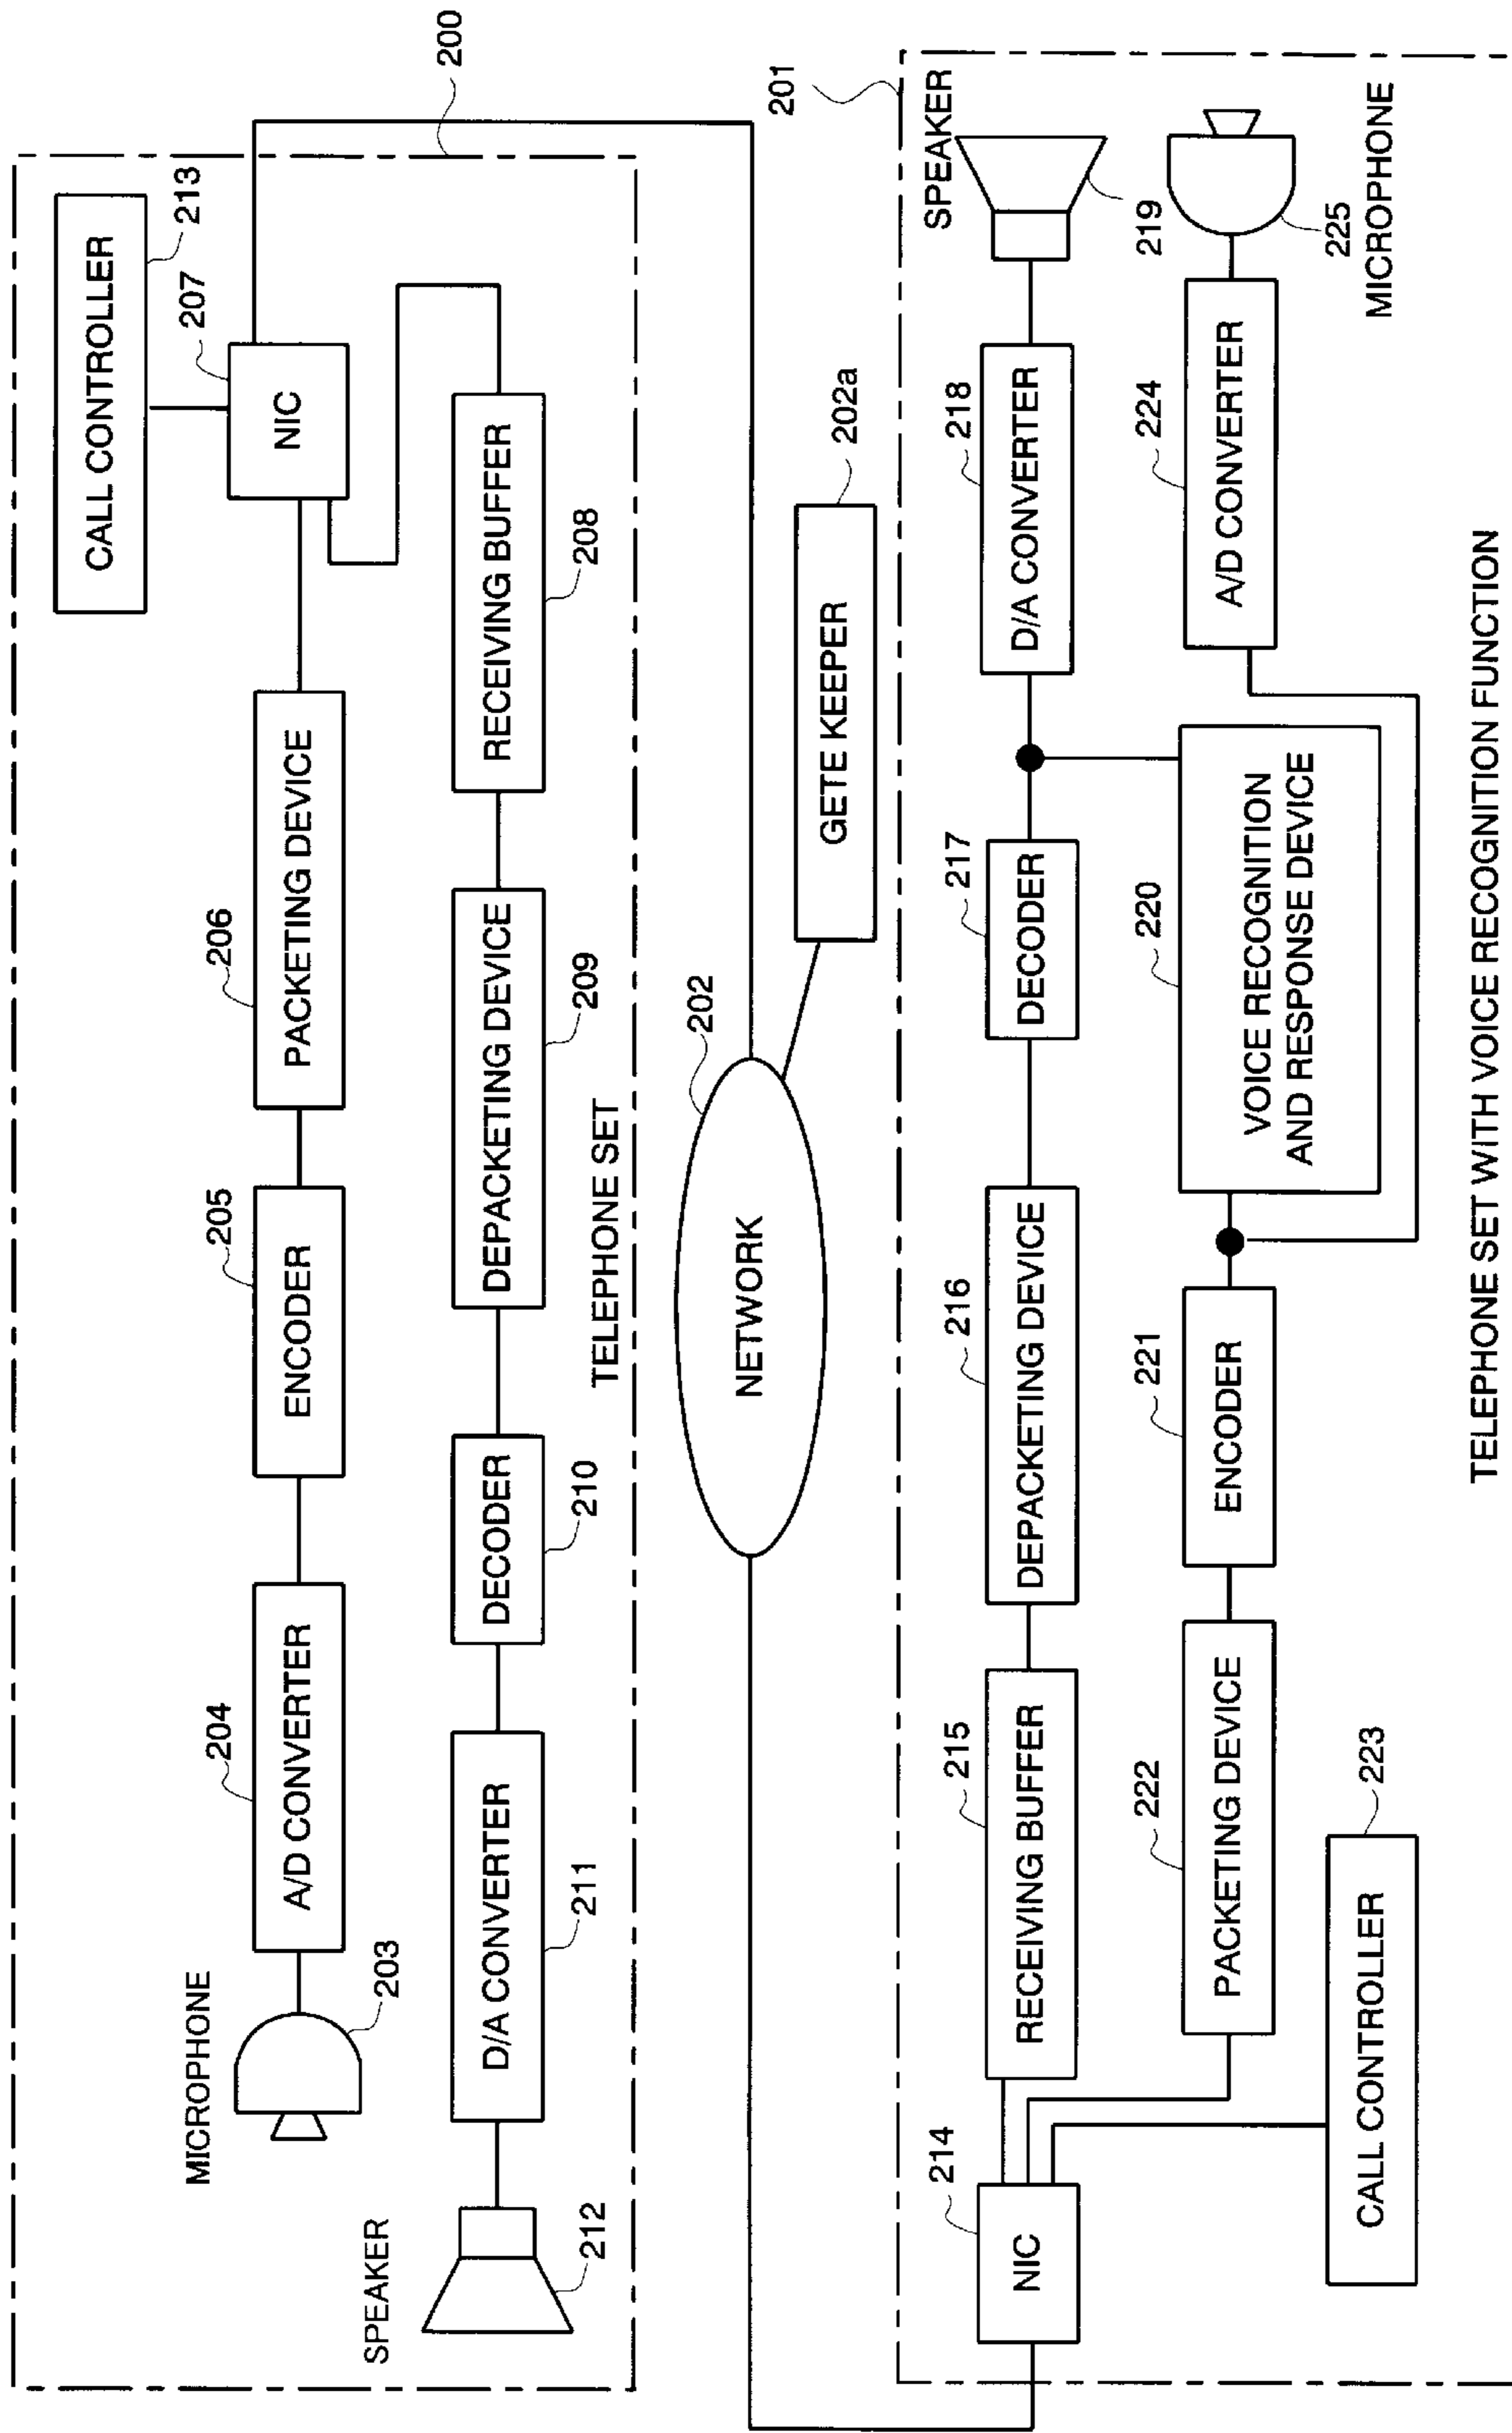 MICROPHONE
203
204
A/D CONVERTER
205
ENCODER
206
PACKETING DEVICE
207
NIC
CALL CONTROLLER
213
200
SPEAKER
212
D/A CONVERTER
211
DECODER
210
DEPACKETING DEVICE
209
RECEIVING BUFFER
208
TELEPHONE SET
202
NETWORK
GETE KEEPER
202a
201
214
NIC
215
RECEIVING BUFFER
216
DEPACKETING DEVICE
217
DECODER
218
D/A CONVERTER
SPEAKER
219
222
PACKETING DEVICE
221
ENCODER
220
VOICE RECOGNITION
AND RESPONSE DEVICE
224
A/D CONVERTER
225
MICROPHONE
CALL CONTROLLER
223
TELEPHONE SET WITH VOICE RECOGNITION FUNCTION